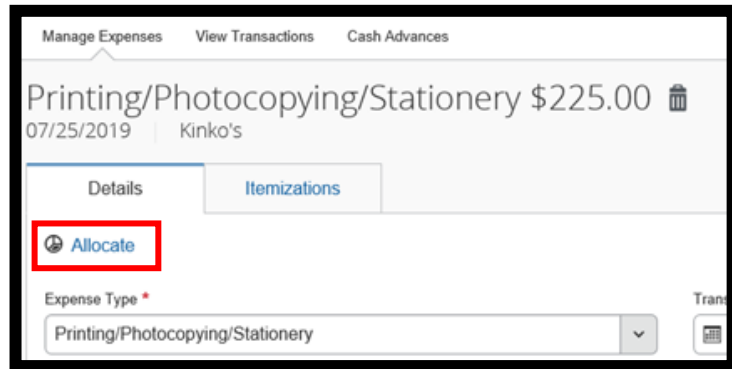 Manage Expenses View Transactions Cash Advances
Printing/Photocopying/Stationery $225.00
07/25/2019 Kinko's
Details Itemizations
Allocate
Expense Type *
Printing/Photocopying/Stationery